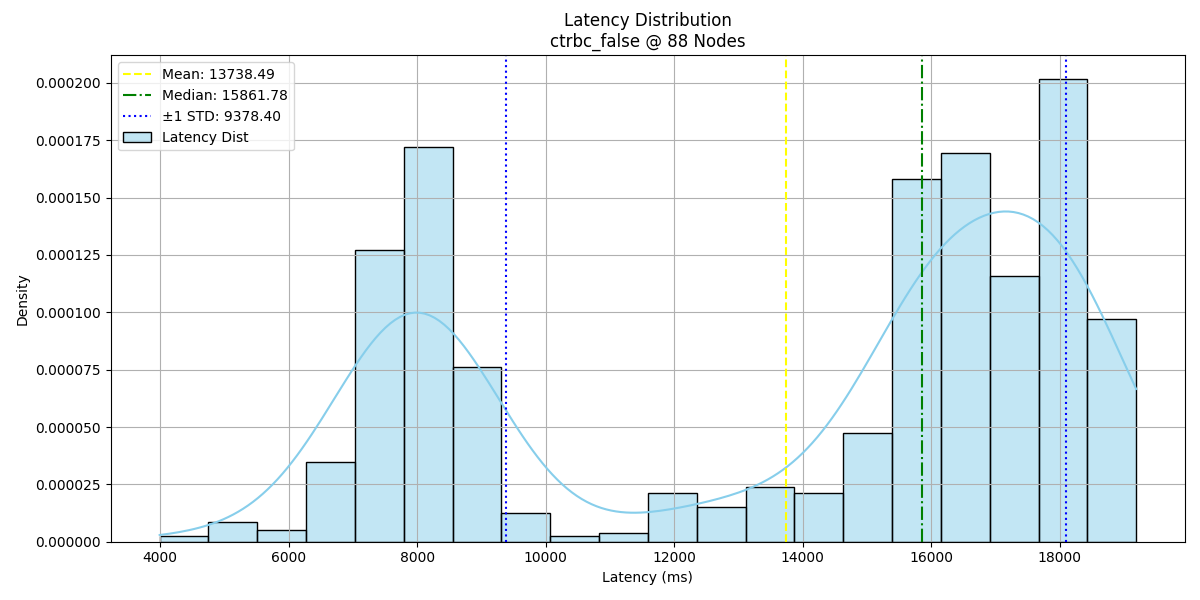 Latency Distribution
ctrbc_false @ 88 Nodes
Mean: 13738.49
Median: 15861.78
±1 STD: 9378.40
Latency Dist
Density
0.000200
0.000175
0.000150
0.000125
0.000100
0.000075
0.000050
0.000025
0.000000
4000 6000 8000 10000 12000 14000 16000 18000
Latency (ms)